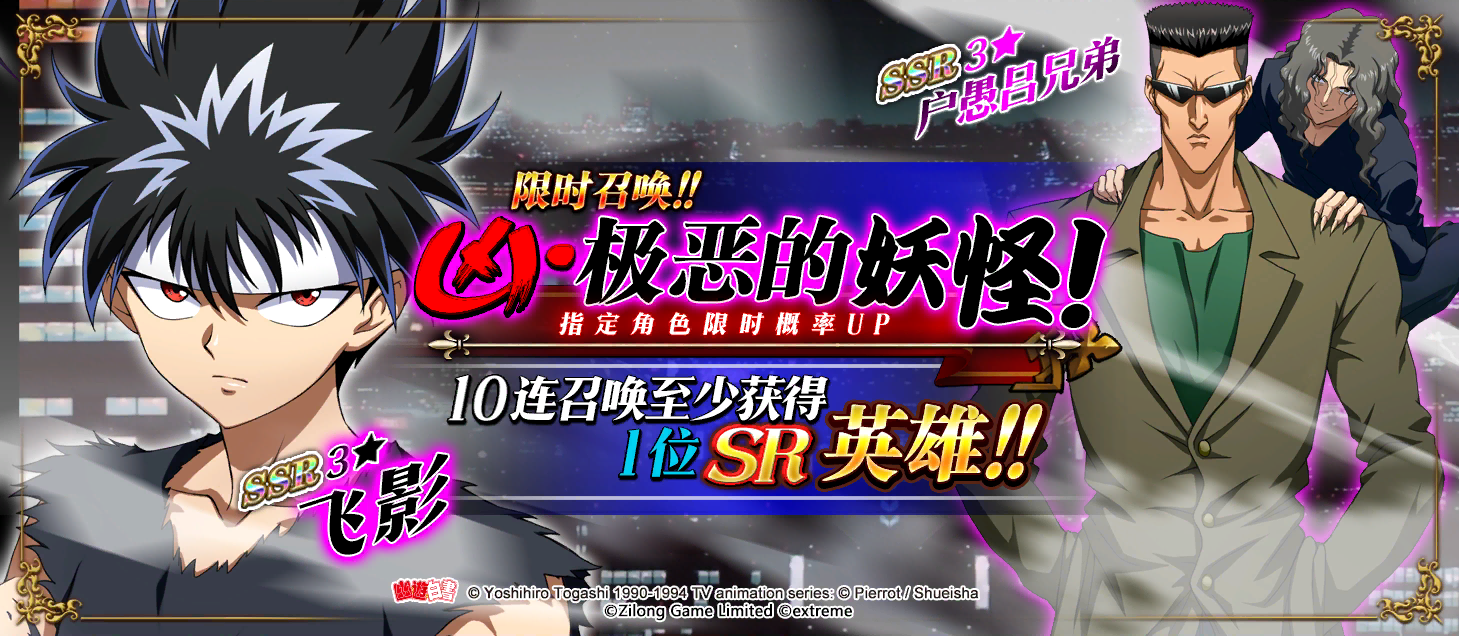 SSR 3★
户愚吕兄弟
限时召唤!!
凶·极恶的妖怪!
指定角色限时概率UP
10连召唤至少获得
1位SR英雄!!
SSR 3★
飞影
幽遊白書 © Yoshihiro Togashi 1990-1994 TV animation series: © Pierrot / Shueisha
©Zilong Game Limited ©extreme